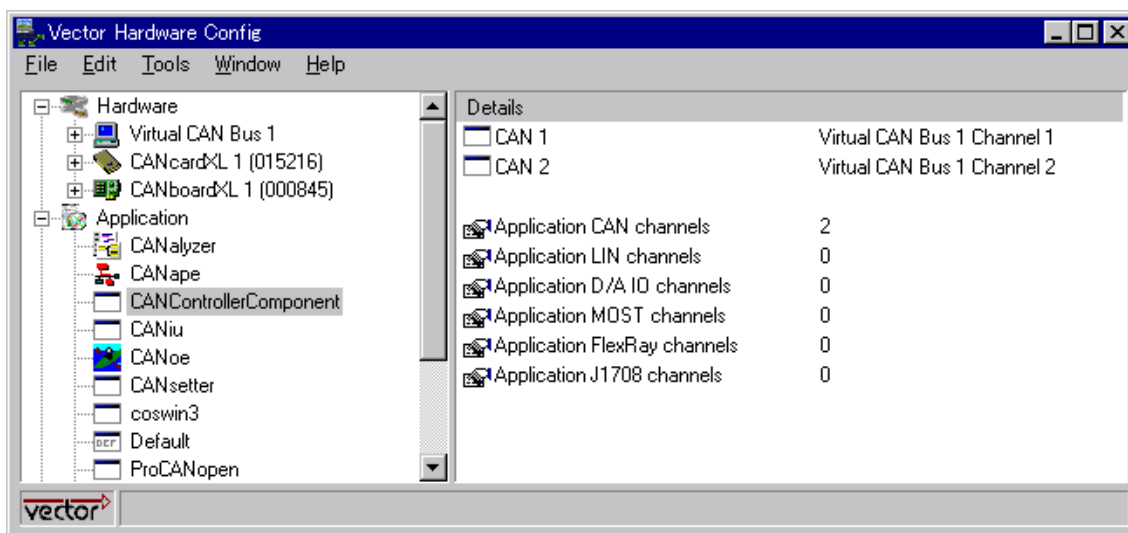 Vector Hardware Config
File Edit Tools Window Help
Hardware
Virtual CAN Bus 1
CANcardXL 1 (015216)
CANboardXL 1 (000845)
Application
CANalyzer
CANape
CANControllerComponent
CANiu
CANoe
CANsetter
coswin3
DEF Default
ProCANopen
Details
CAN 1 Virtual CAN Bus 1 Channel 1
CAN 2 Virtual CAN Bus 1 Channel 2
Application CAN channels 2
Application LIN channels 0
Application D/A IO channels 0
Application MOST channels 0
Application FlexRay channels 0
Application J1708 channels 0
vector